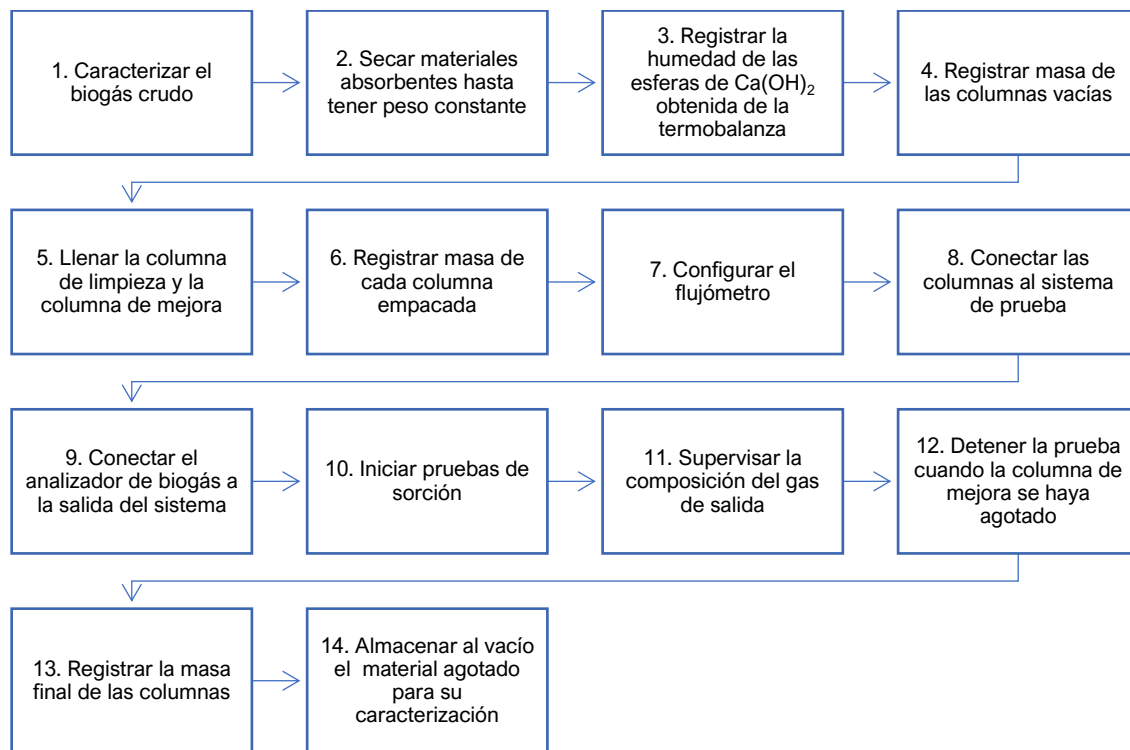 1. Caracterizar el
biogás crudo
2. Secar materiales
absorbentes hasta
tener peso constante
3. Registrar la
humedad de las
esferas de Ca(OH)₂
obtenida de la
termobalanza
4. Registrar masa de
las columnas vacías
5. Llenar la columna
de limpieza y la
columna de mejora
6. Registrar masa de
cada columna
empacada
7. Configurar el
flujómetro
8. Conectar las
columnas al sistema
de prueba
9. Conectar el
analizador de biogás a
la salida del sistema
10. Iniciar pruebas de
sorción
11. Supervisar la
composición del gas
de salida
12. Detener la prueba
cuando la columna de
mejora se haya
agotado
13. Registrar la masa
final de las columnas
14. Almacenar al vacío
el material agotado
para su
caracterización